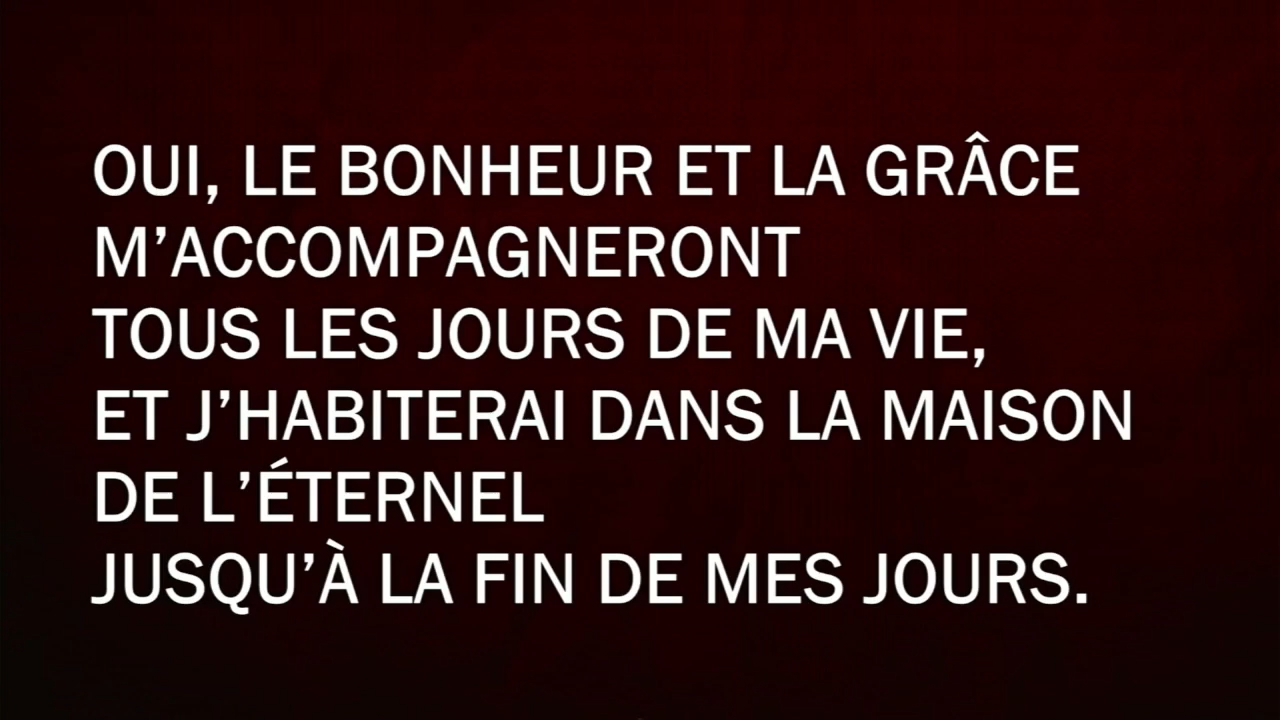 OUI, LE BONHEUR ET LA GRÂCE
M’ACCOMPAGNERONT
TOUS LES JOURS DE MA VIE,
ET J’HABITERAI DANS LA MAISON
DE L’ÉTERNEL
JUSQU’À LA FIN DE MES JOURS.